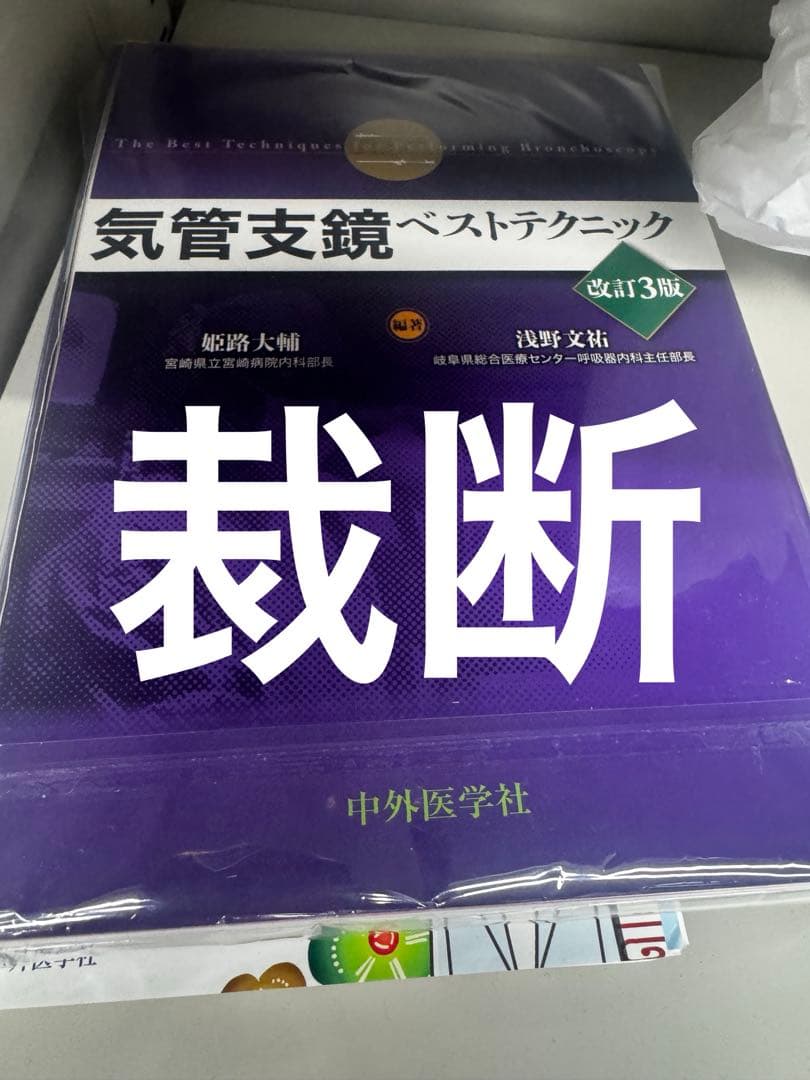 The Best Techniques for Performing Bronchoscopy
気管支鏡ベストテクニック
改訂3版
編著
姫路大輔
宮崎県立宮崎病院内科部長
浅野文祐
岐阜県総合医療センター呼吸器内科主任部長
裁断
中外医学社